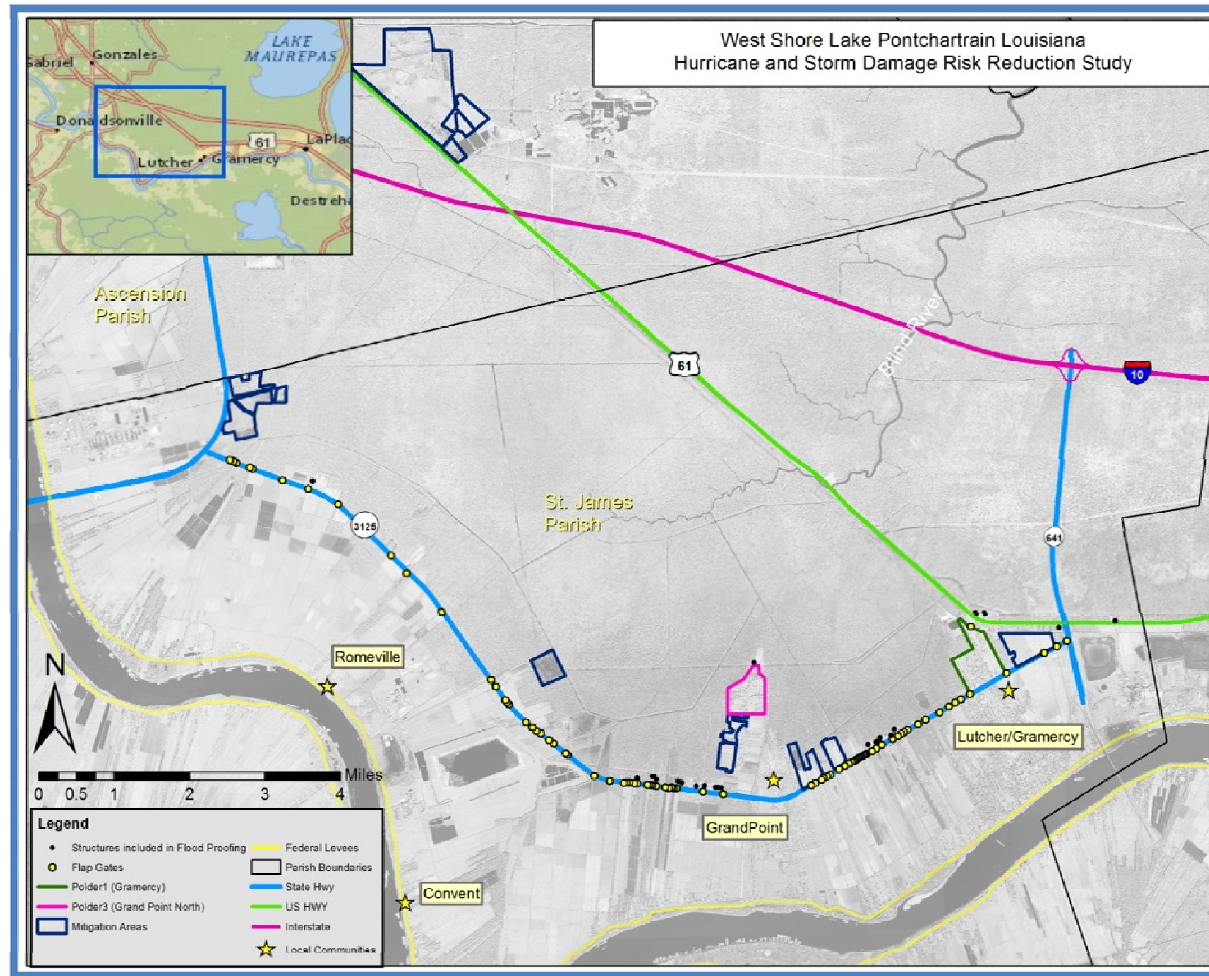 West Shore Lake Pontchartrain Louisiana
Hurricane and Storm Damage Risk Reduction Study
LAKE
MAUREPAS
Gonzales
Gabriel
Donaldsonville
61
LaPlac
Lutcher
Gramercy
Destreha
Ascension
Parish
61
Blind River
10
St. James
Parish
3125
641
Romeville
N
Lutcher/Gramercy
Miles
0 0.5 1 2 3 4
GrandPoint
Convent
Legend
Structures included in Flood Proofing
Flap Gates
Polder1 (Gramercy)
Polder3 (Grand Point North)
Mitigation Areas
Federal Levees
Parish Boundaries
State Hwy
US HWY
Interstate
Local Communities